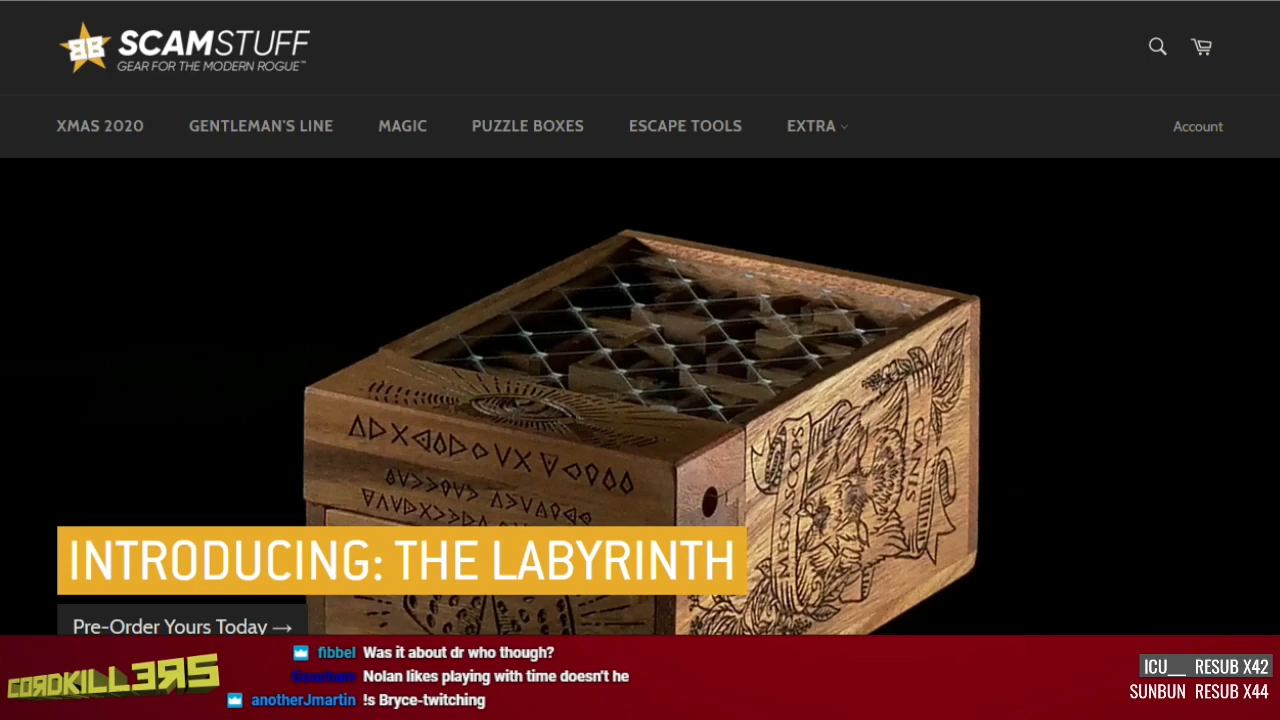 SCAMSTUFF
GEAR FOR THE MODERN ROGUE™
XMAS 2020
GENTLEMAN'S LINE
MAGIC
PUZZLE BOXES
ESCAPE TOOLS
EXTRA
Account
CANIS
INTRODUCING: THE LABYRINTH
Pre-Order Yours Today →
CORDKILLERS
fibbel Was it about dr who though?
Nolan likes playing with time doesn't he
anotherJmartin !s Bryce-twitching
ICU__ RESUB X42
SUNBUN RESUB X44